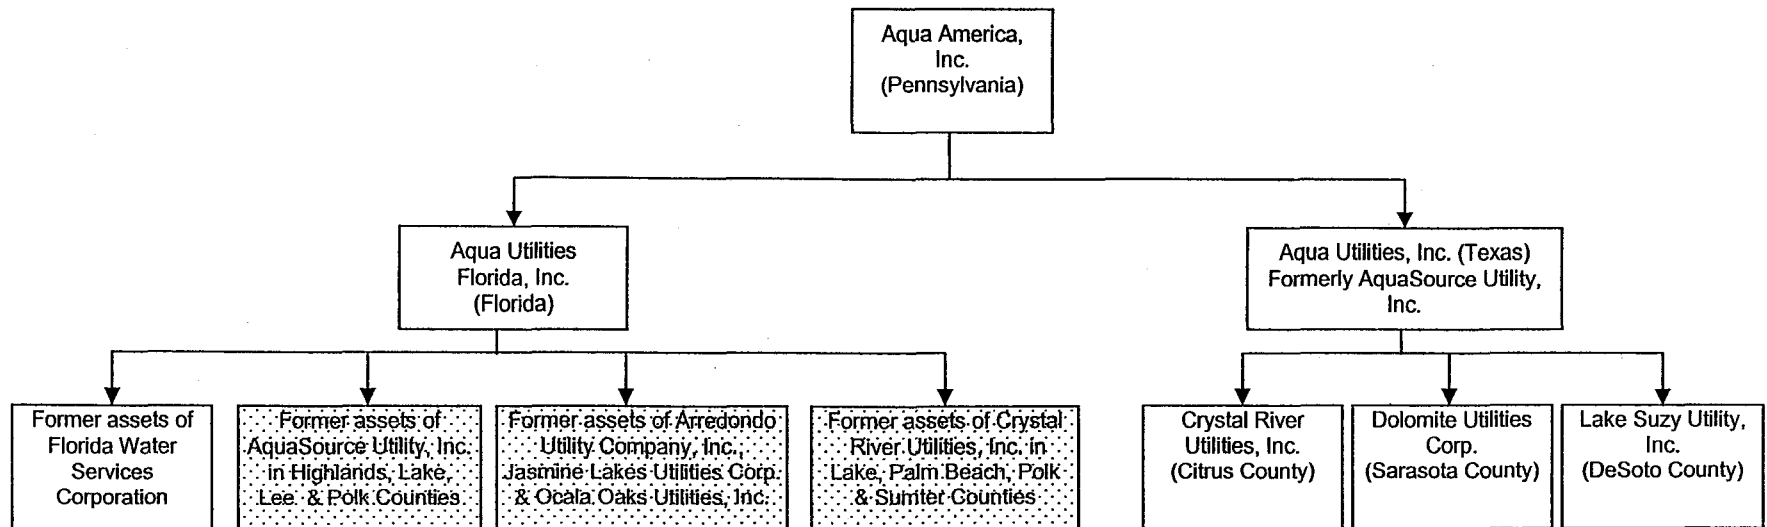 Aqua America,
Inc.
(Pennsylvania)
Aqua Utilities
Florida, Inc.
(Florida)
Aqua Utilities, Inc. (Texas)
Formerly AquaSource Utility,
Inc.
Former assets of
Florida Water
Services
Corporation
Former assets of
AquaSource Utility, Inc.
in Highlands, Lake,
Lee & Polk Counties
Former assets of Arredondo
Utility Company, Inc.,
Jasmine Lakes Utilities Corp.
& Ocala Oaks Utilities, Inc.
Former assets of Crystal
River Utilities, Inc. in
Lake, Palm Beach, Polk
& Sumter Counties
Crystal River
Utilities, Inc.
(Citrus County)
Dolomite Utilities
Corp.
(Sarasota County)
Lake Suzy Utility,
Inc.
(DeSoto County)